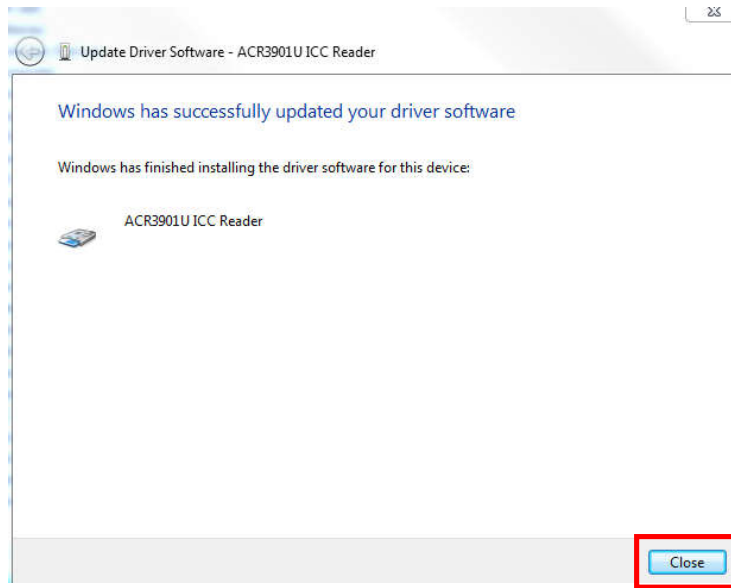 Update Driver Software - ACR3901U ICC Reader
Windows has successfully updated your driver software
Windows has finished installing the driver software for this device:
ACR3901U ICC Reader
Close